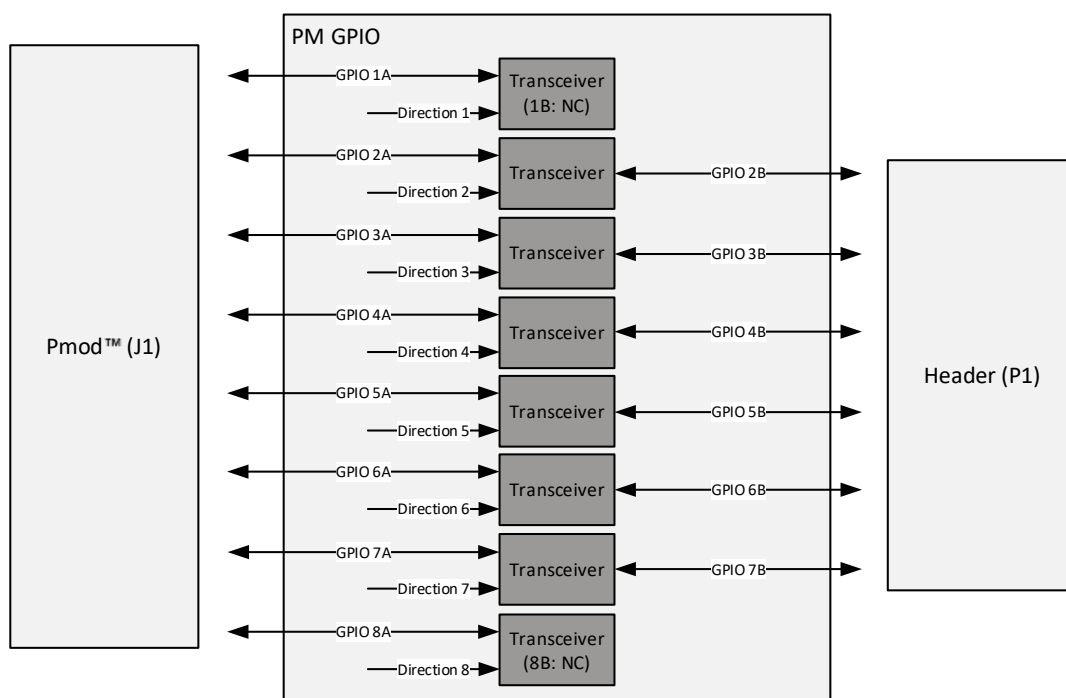 PM GPIO
GPIO 1A
Transceiver
(1B: NC)
Direction 1
GPIO 2A
Transceiver
GPIO 2B
Direction 2
GPIO 3A
Transceiver
GPIO 3B
Direction 3
GPIO 4A
Transceiver
GPIO 4B
Direction 4
Pmod™ (J1)
Header (P1)
GPIO 5A
Transceiver
GPIO 5B
Direction 5
GPIO 6A
Transceiver
GPIO 6B
Direction 6
GPIO 7A
Transceiver
GPIO 7B
Direction 7
GPIO 8A
Transceiver
(8B: NC)
Direction 8